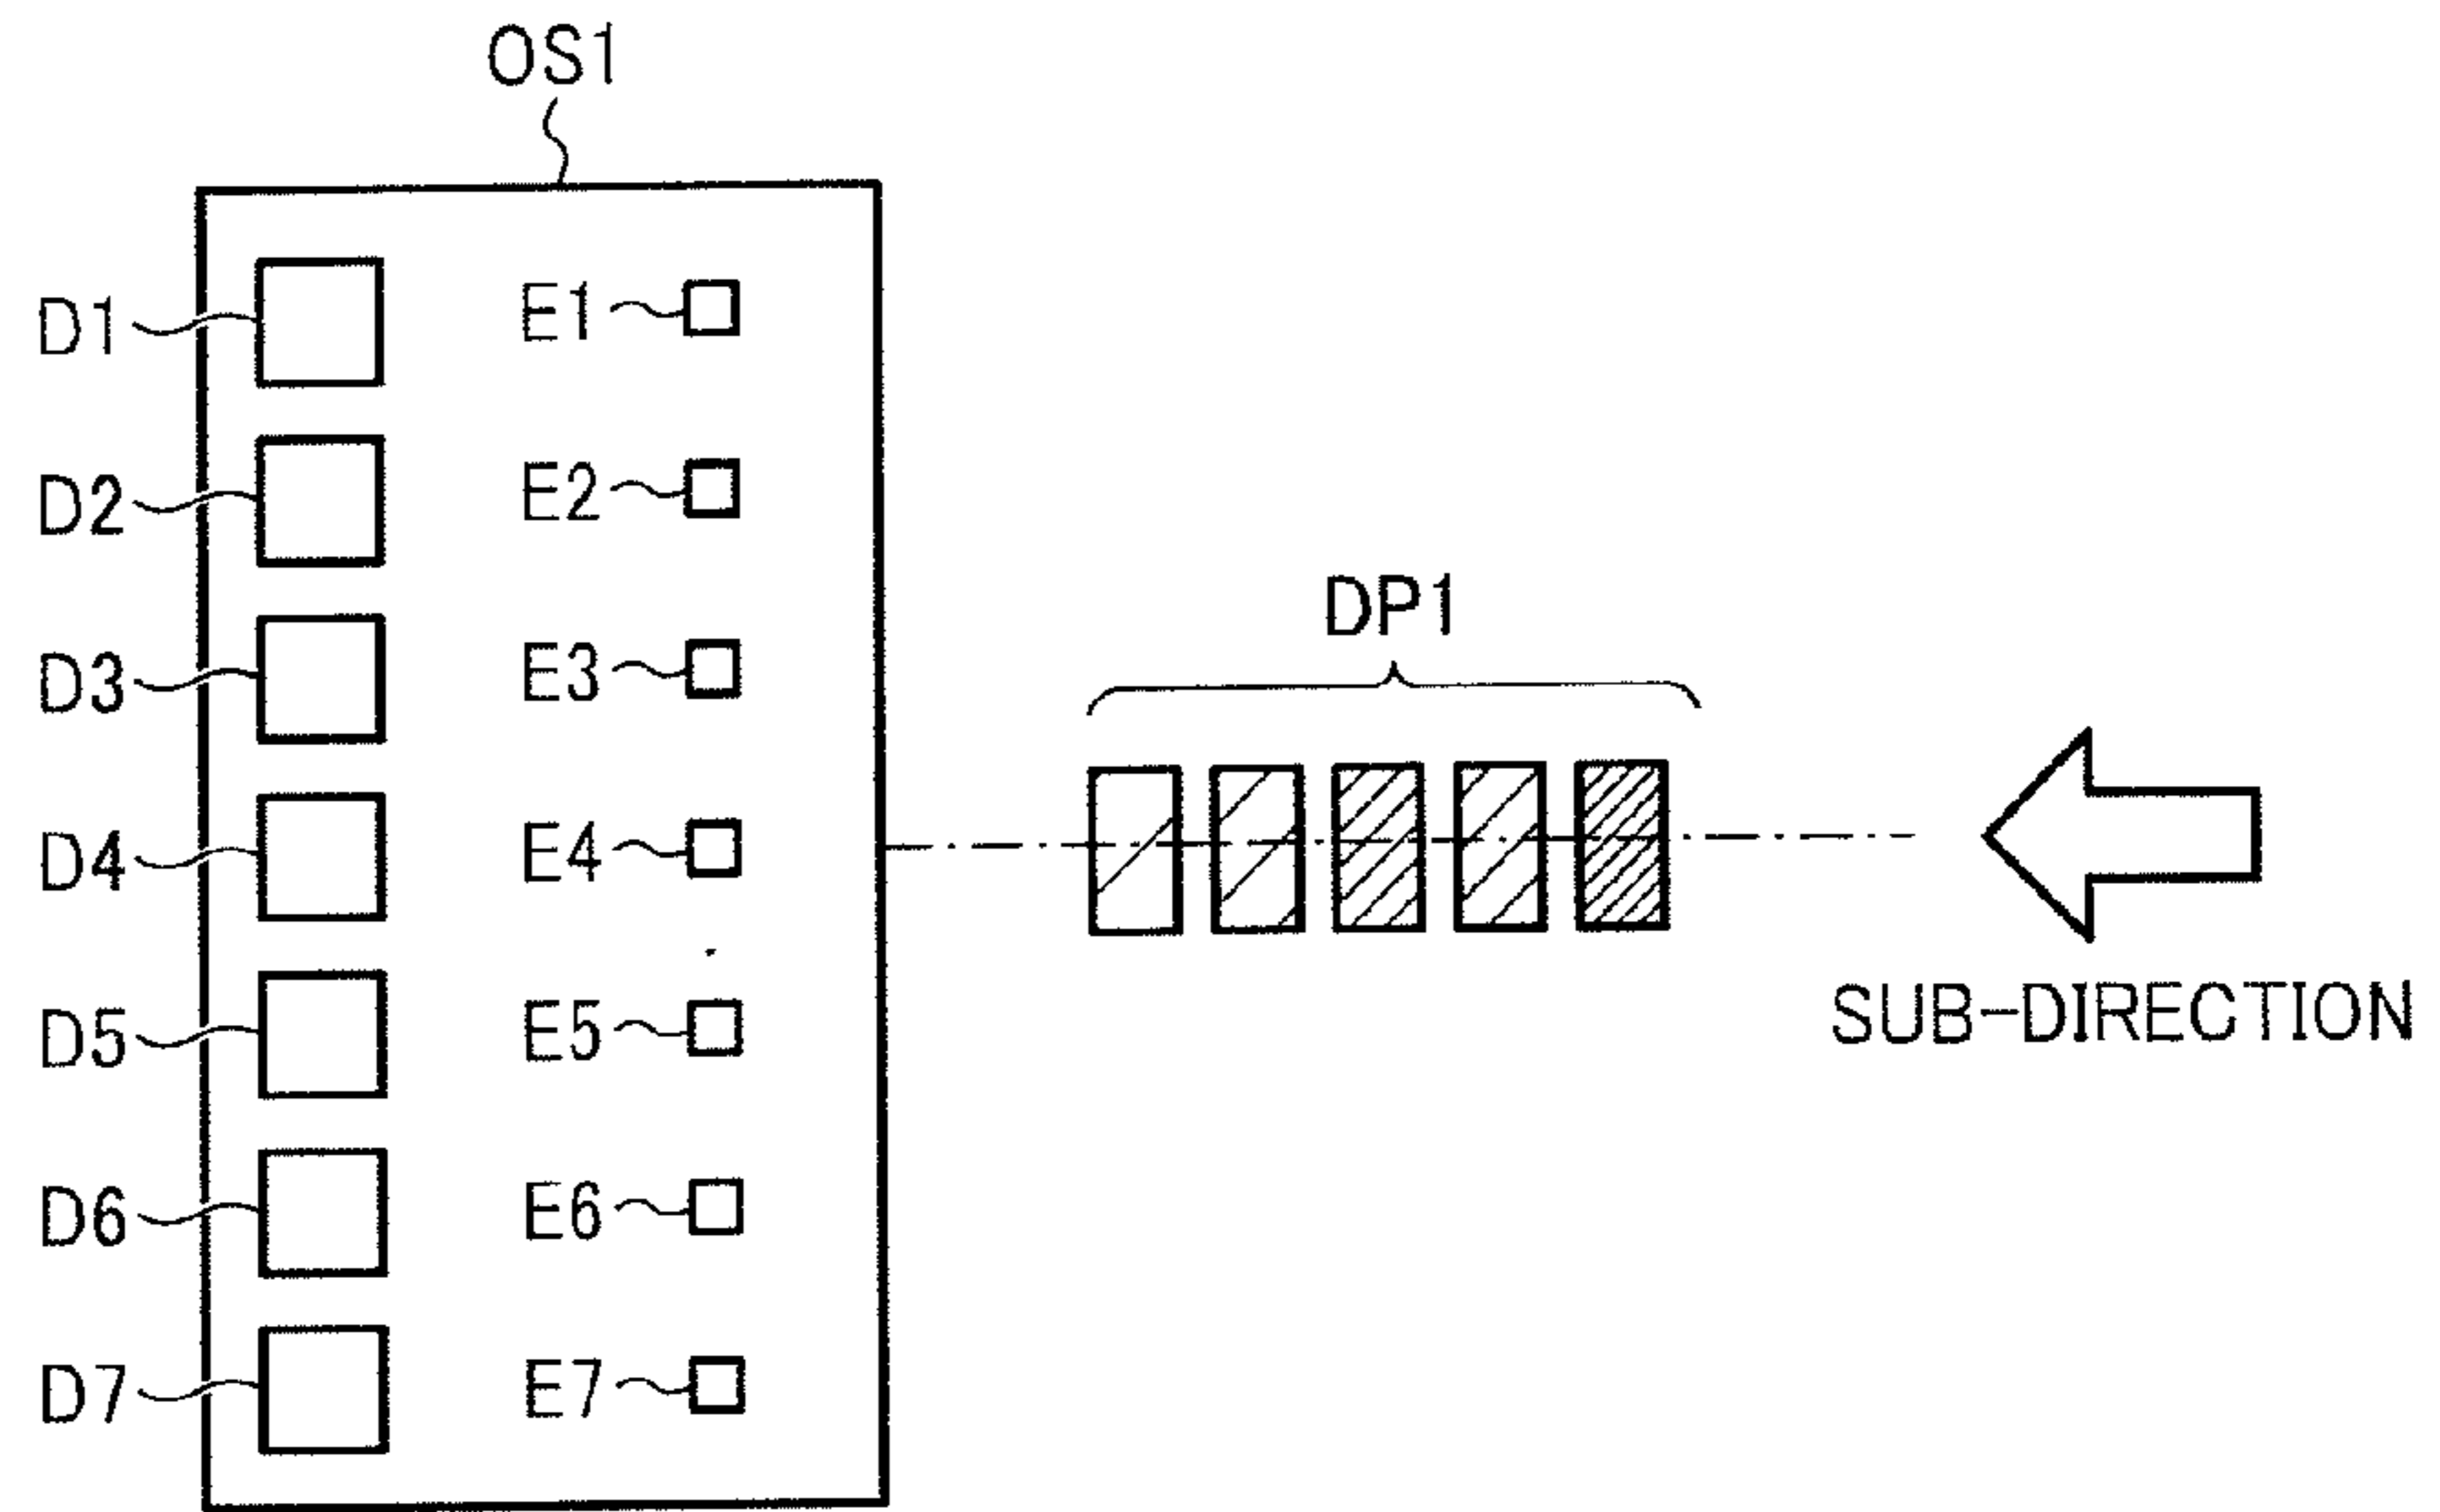 OS1
D1 E1
D2 E2
D3 E3
DP1
D4 E4
D5 E5
SUB-DIRECTION
D6 E6
D7 E7